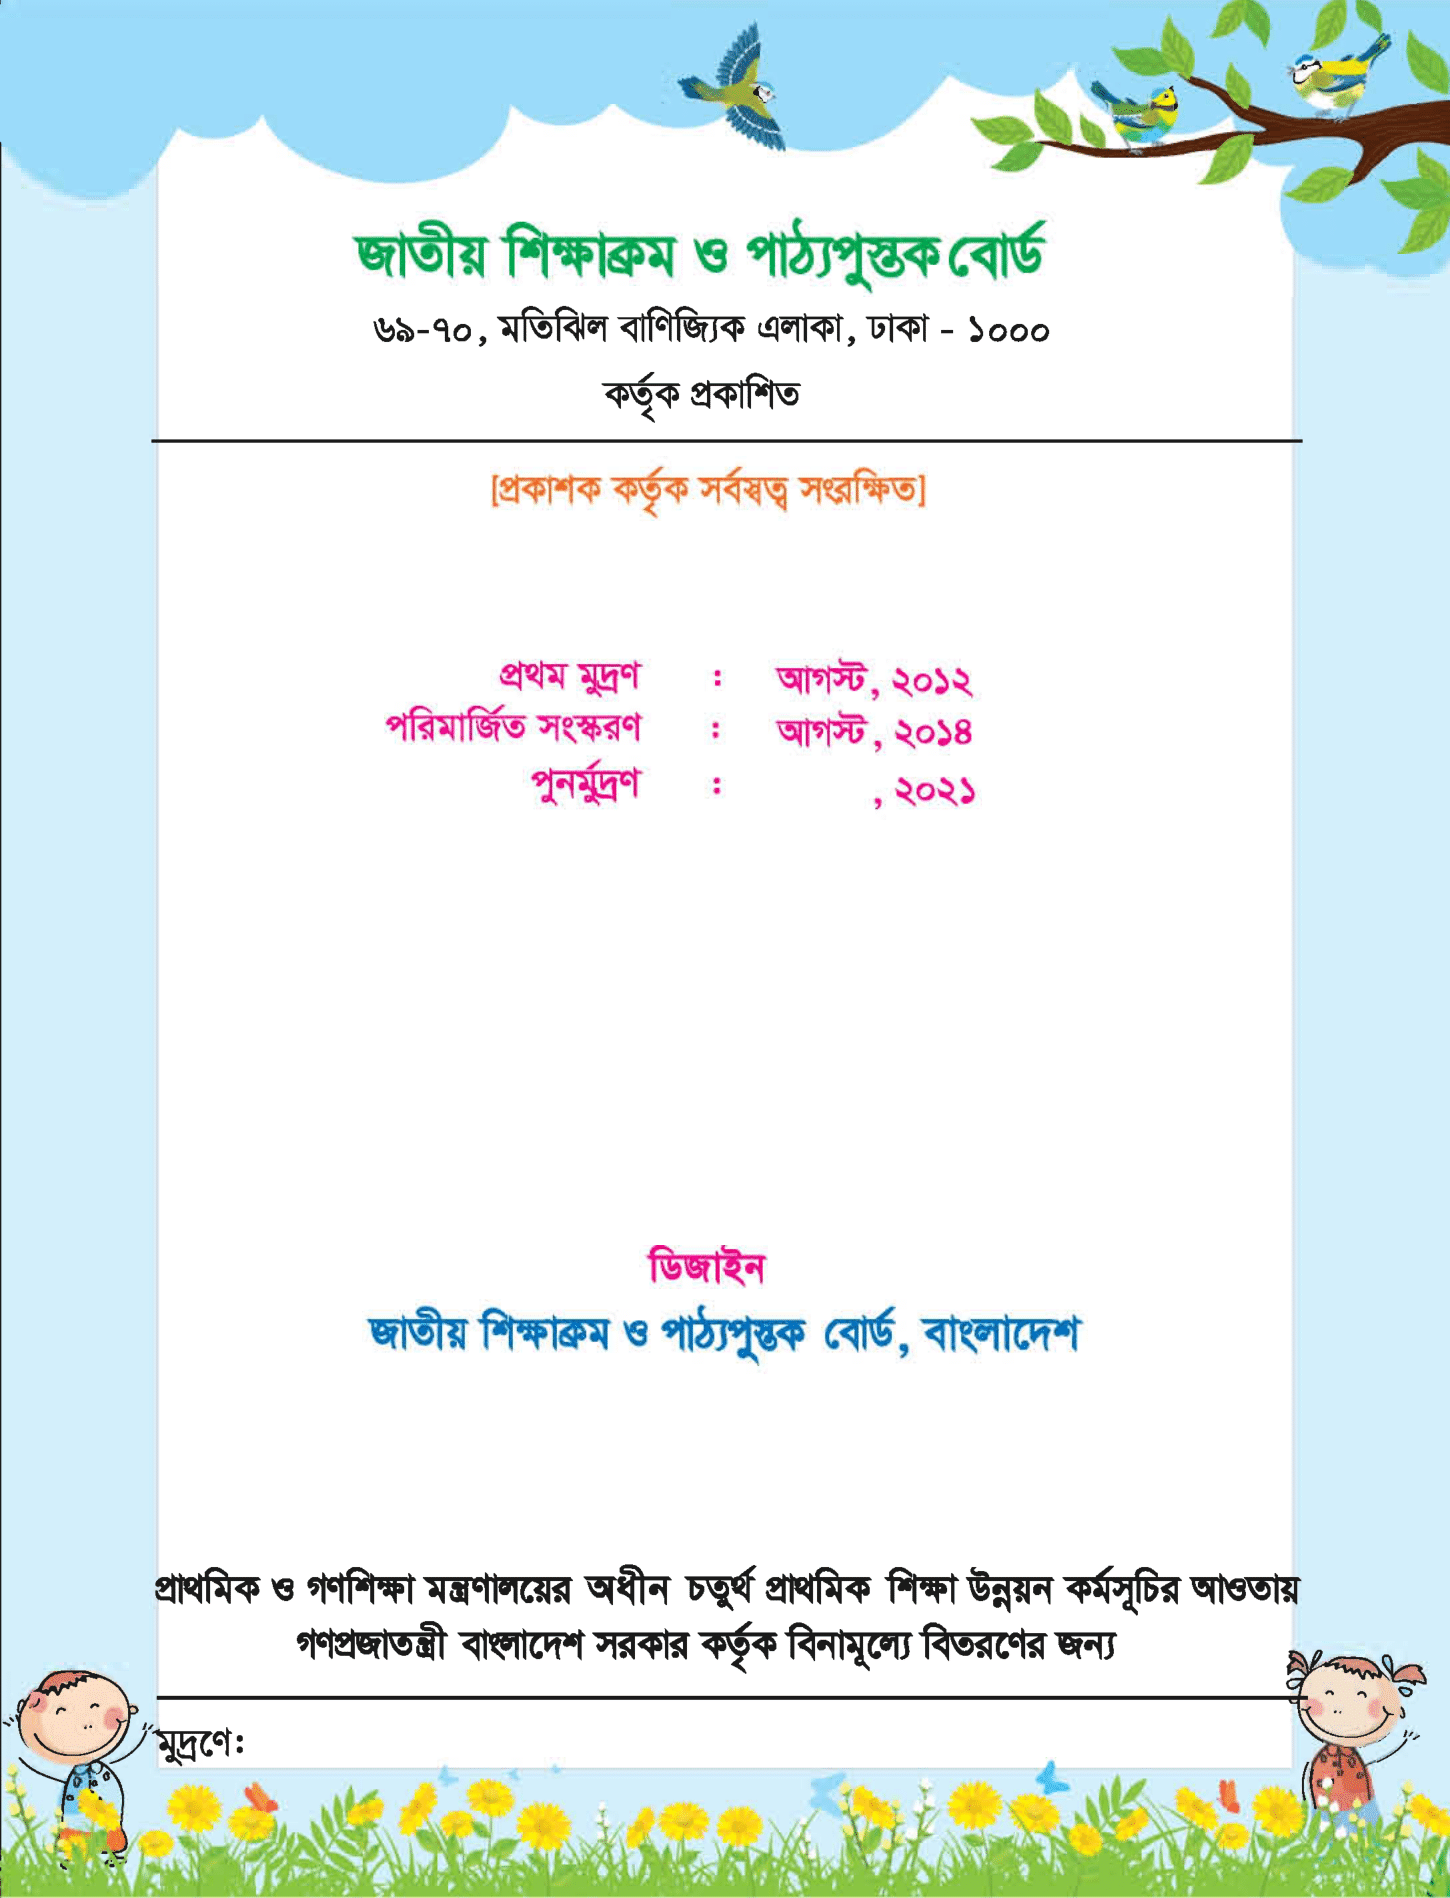 জাতীয় শিক্ষাক্রম ও পাঠ্যপুস্তক বোর্ড
৬৯-৭০, মতিঝিল বাণিজ্যিক এলাকা, ঢাকা - ১০০০
কর্তৃক প্রকাশিত
[প্রকাশক কর্তৃক সর্বস্বত্ব সংরক্ষিত]
প্রথম মুদ্রণ : আগস্ট, ২০১২
পরিমার্জিত সংস্করণ : আগস্ট, ২০১৪
পুনর্মুদ্রণ : , ২০২১
ডিজাইন
জাতীয় শিক্ষাক্রম ও পাঠ্যপুস্তক বোর্ড, বাংলাদেশ
প্রাথমিক ও গণশিক্ষা মন্ত্রণালয়ের অধীন চতুর্থ প্রাথমিক শিক্ষা উন্নয়ন কর্মসূচির আওতায়
গণপ্রজাতন্ত্রী বাংলাদেশ সরকার কর্তৃক বিনামূল্যে বিতরণের জন্য
মুদ্রণে: